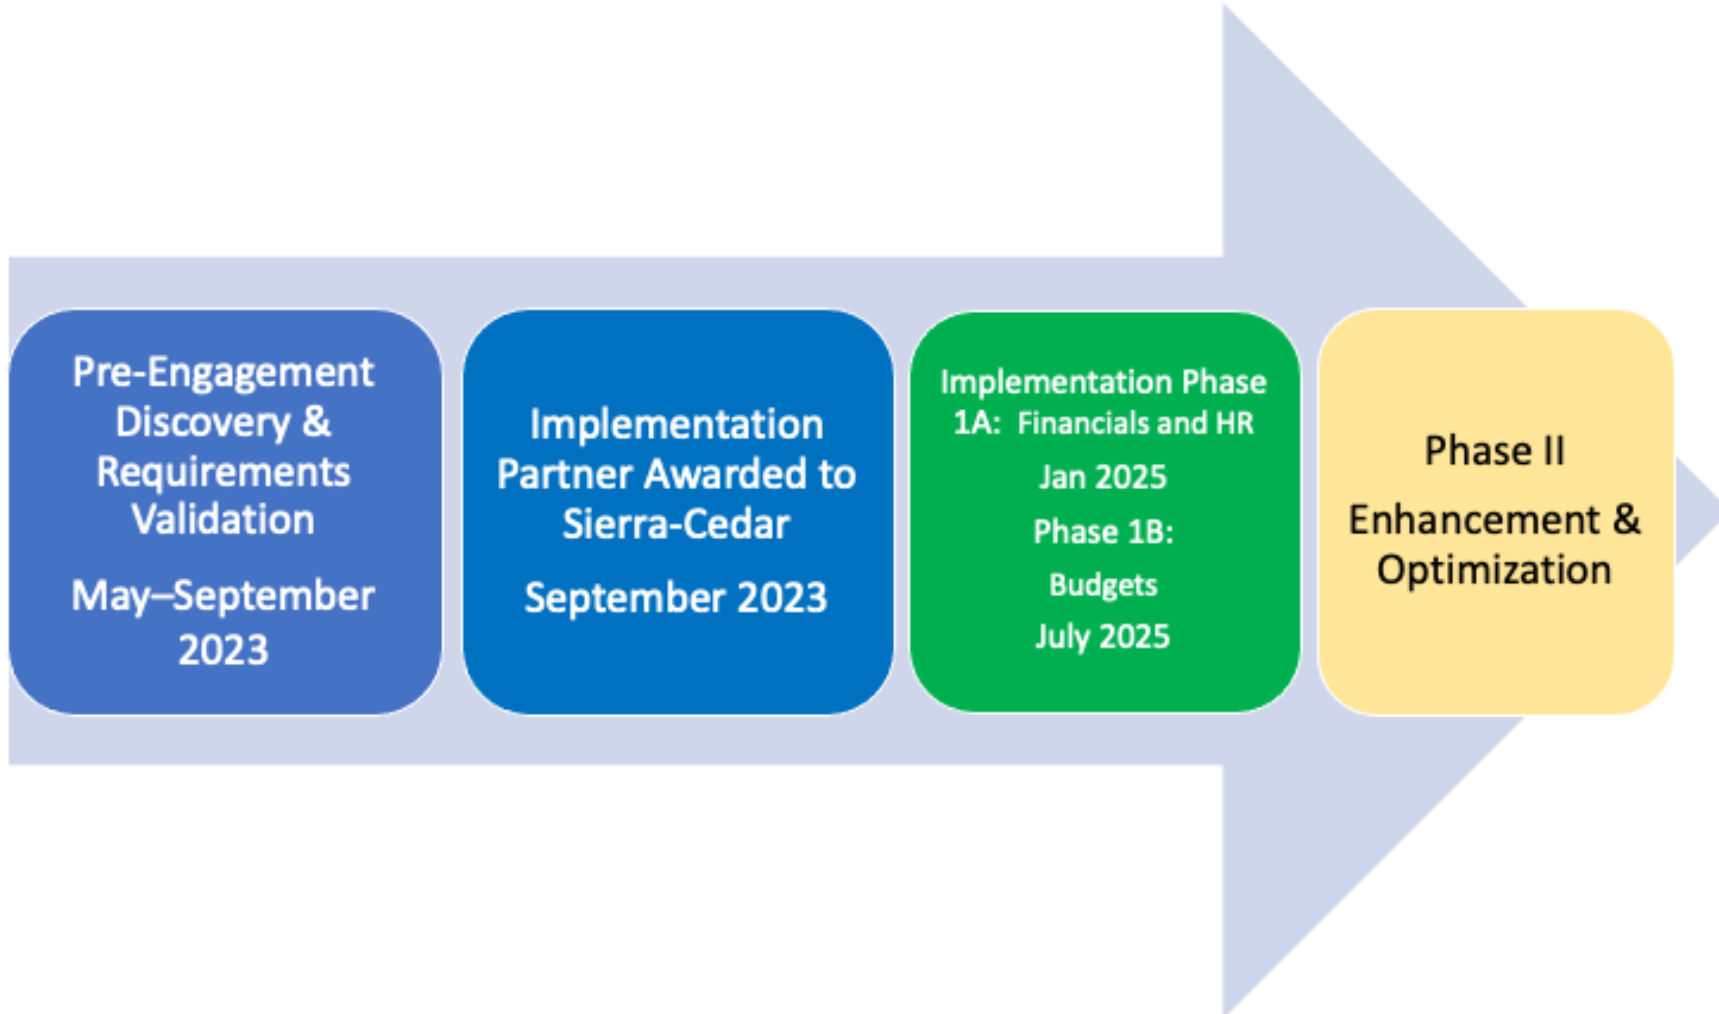 Pre-Engagement
Discovery &
Requirements
Validation
May–September
2023
Implementation
Partner Awarded to
Sierra-Cedar
September 2023
Implementation Phase
1A:  Financials and HR
Jan 2025
Phase 1B:
Budgets
July 2025
Phase II
Enhancement &
Optimization